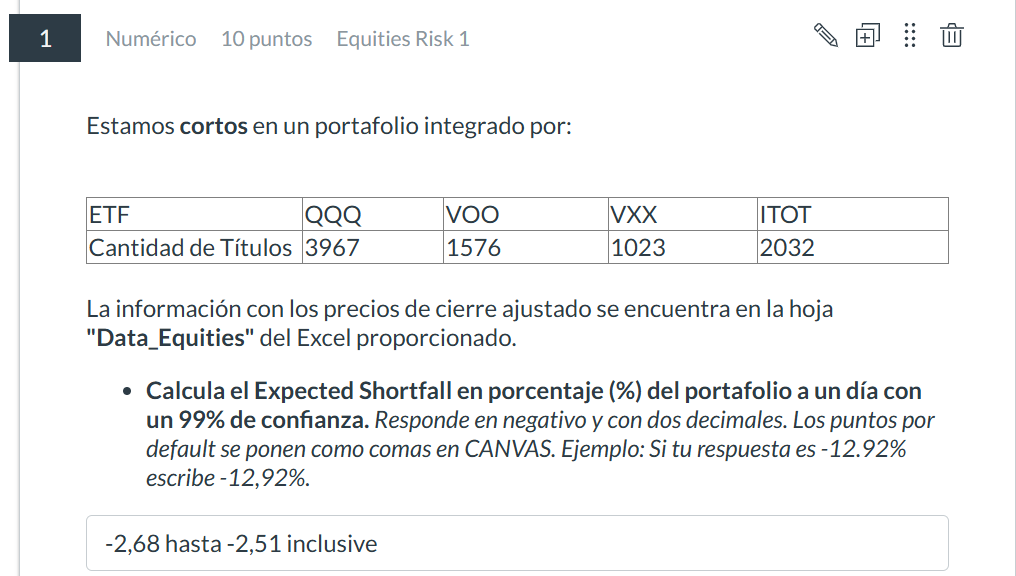 1 Numérico 10 puntos Equities Risk 1
Estamos cortos en un portafolio integrado por:
ETF QQQ VOO VXX ITOT
Cantidad de Títulos 3967 1576 1023 2032
La información con los precios de cierre ajustado se encuentra en la hoja
"Data_Equities" del Excel proporcionado.
• Calcula el Expected Shortfall en porcentaje (%) del portafolio a un día con
un 99% de confianza. Responde en negativo y con dos decimales. Los puntos por
default se ponen como comas en CANVAS. Ejemplo: Si tu respuesta es -12.92%
escribe -12,92%.
-2,68 hasta -2,51 inclusive